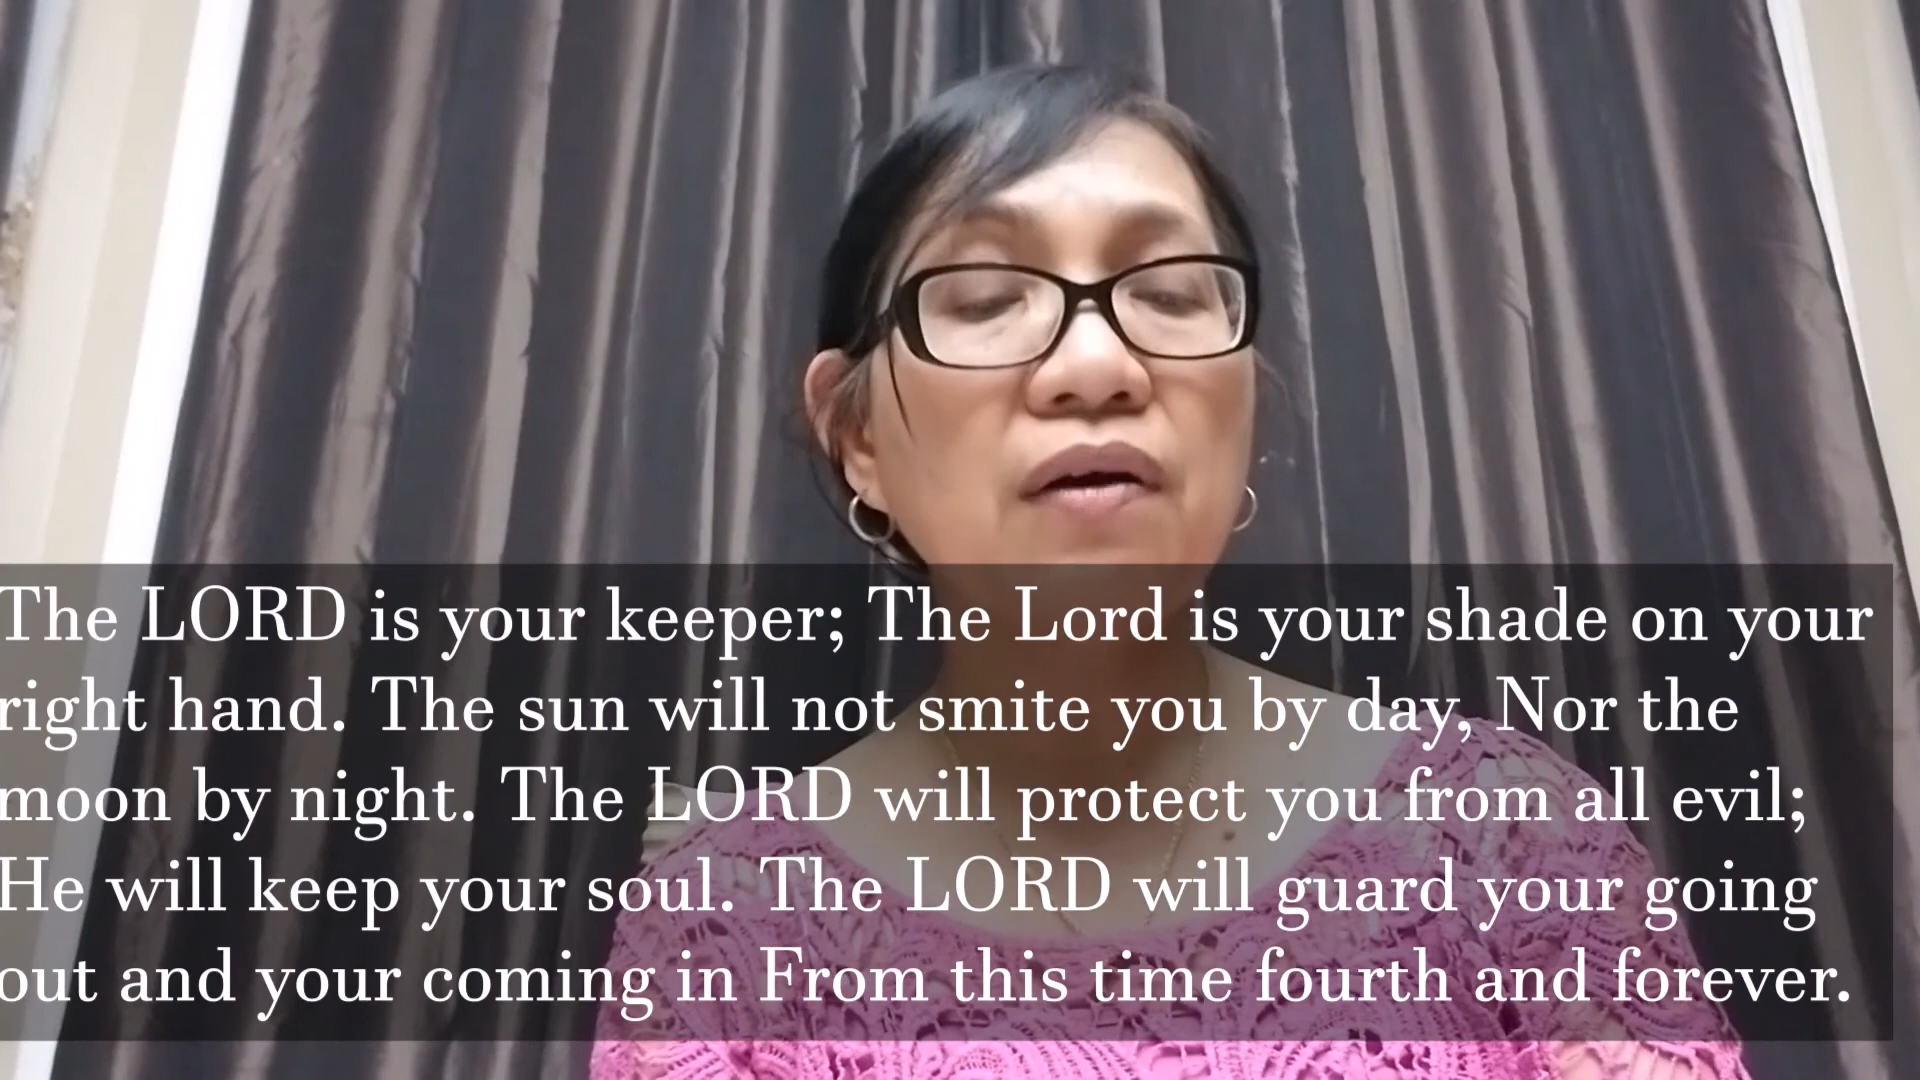 The LORD is your keeper; The Lord is your shade on your
right hand. The sun will not smite you by day, Nor the
moon by night. The LORD will protect you from all evil;
He will keep your soul. The LORD will guard your going
out and your coming in From this time fourth and forever.